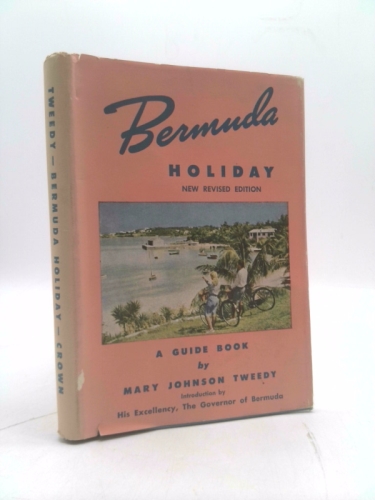 TWEEDY — BERMUDA HOLIDAY — CROWN
Bermuda
HOLIDAY
NEW REVISED EDITION
A GUIDE BOOK
by
MARY JOHNSON TWEEDY
Introduction by
His Excellency, The Governor of Bermuda